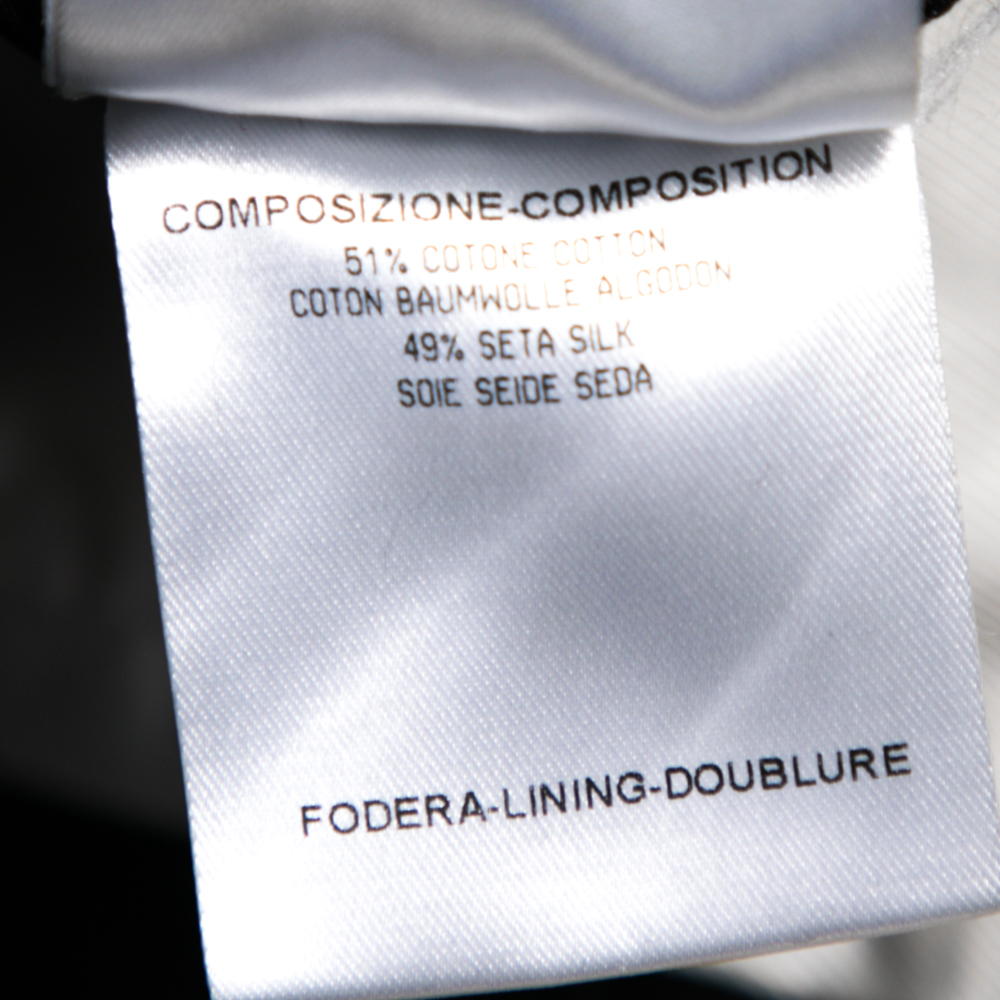 COMPOSIZIONE-COMPOSITION
51% COTONE COTTON
COTON BAUMWOLLE ALGODON
49% SETA SILK
SOIE SEIDE SEDA
FODERA-LINING-DOUBLURE